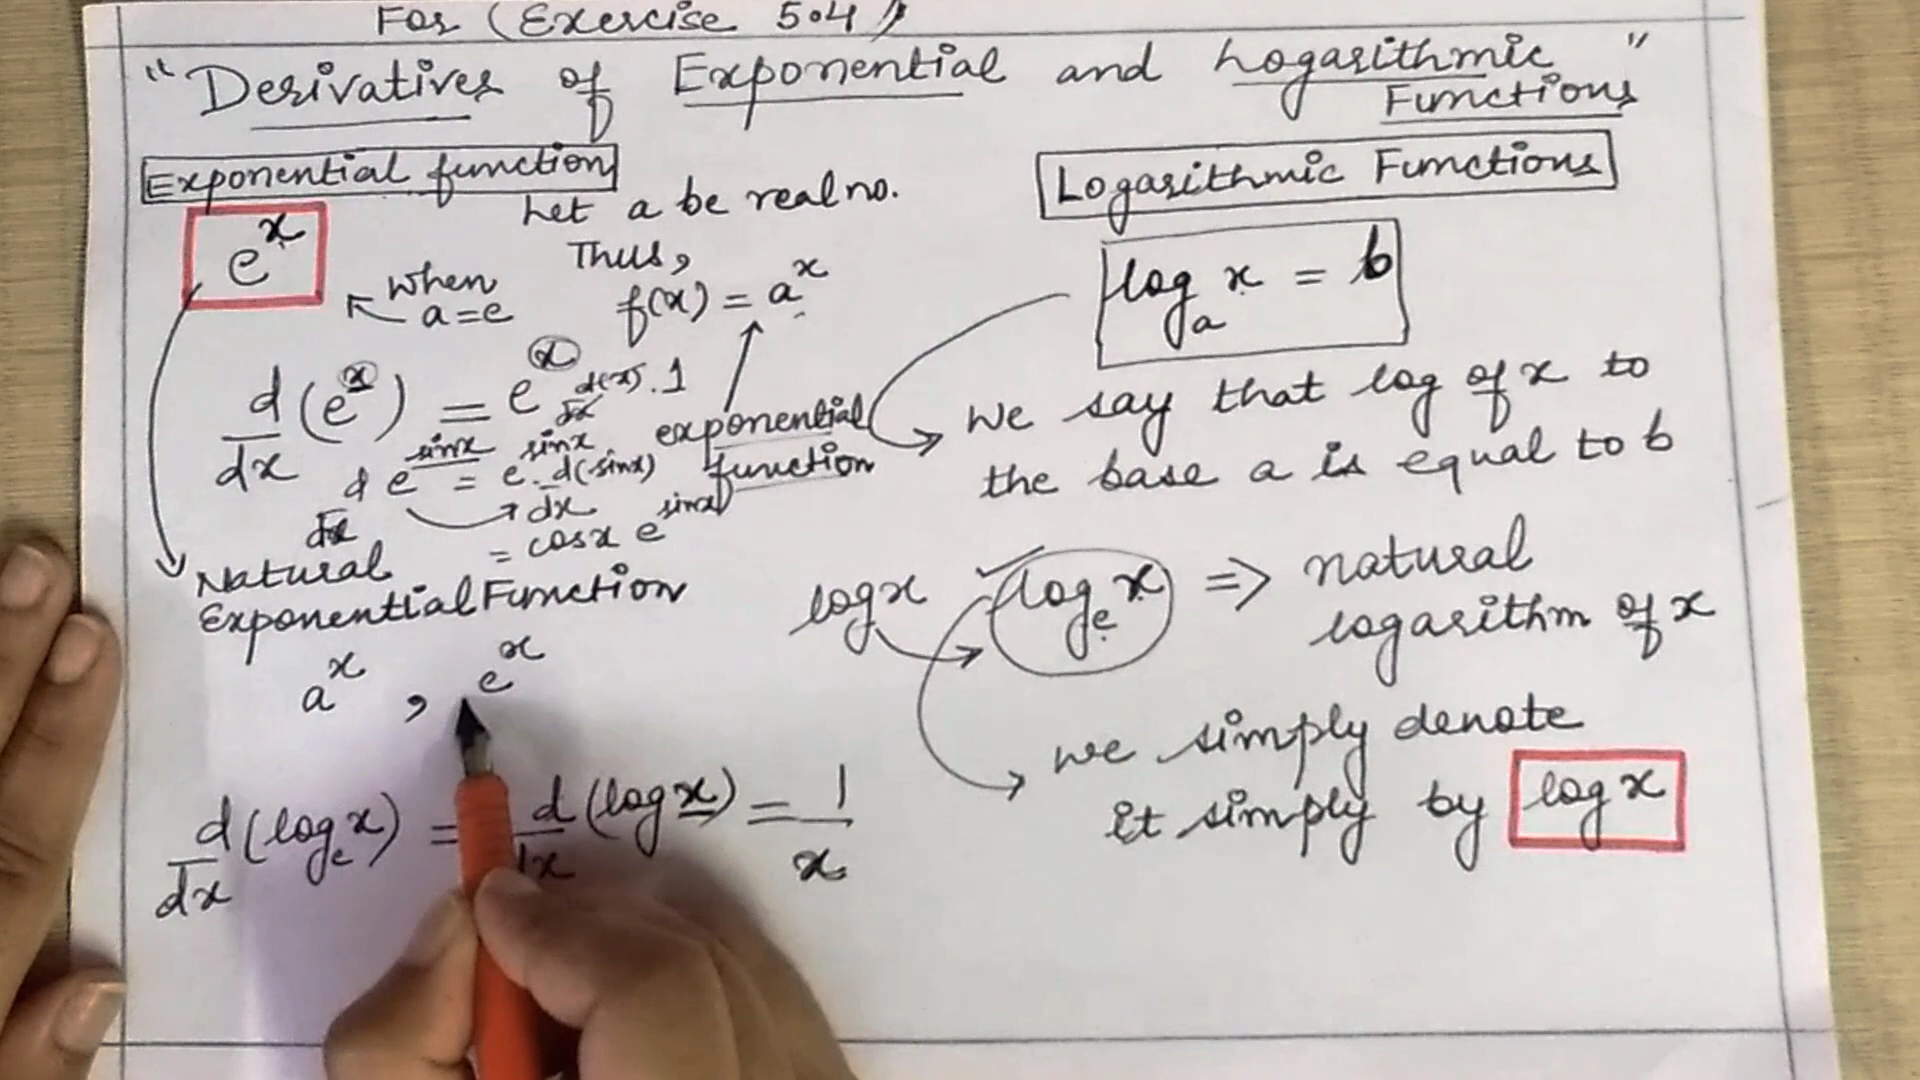 For (Exercise 5.4)
"Derivatives of Exponential and Logarithmic Functions"
Exponential function
e^x
Let a be real no.
Thus,
f(x) = a^x
when
a=e
d/dx (e^x) = e^x d(x)/dx . 1
exponential
function
d/dx e^sinx = e^sinx . d(sinx)/dx
= cosx e^sinx
Natural
Exponential Function
a^x , e^x
d/dx (log_e x) = d/dx (log x) = 1/x
Logarithmic Functions
log_a x = b
we say that log of x to
the base a is equal to b
log x log_e x => natural
logarithm of x
we simply denote
it simply by log x